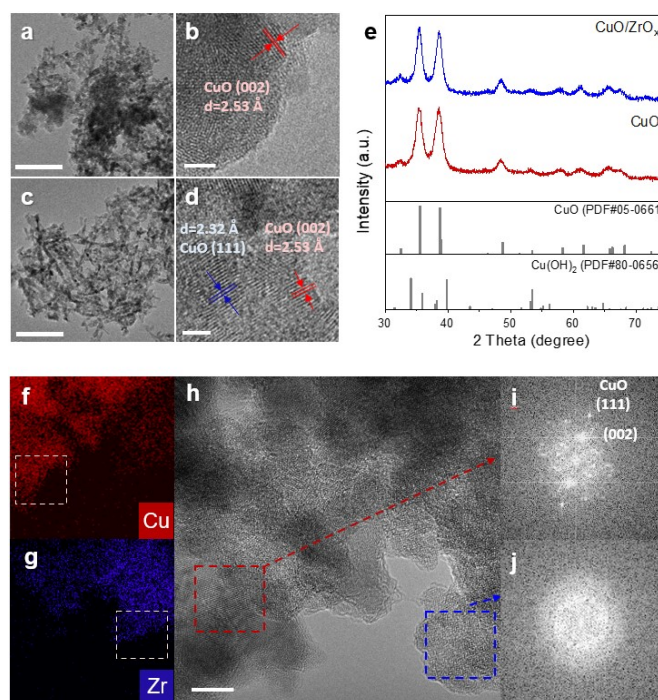 a
b
CuO (002)
d=2.53 Å
c
d
d=2.32 Å
CuO (111)
CuO (002)
d=2.53 Å
e
CuO/ZrOₓ
CuO
CuO (PDF#05-0661)
Cu(OH)₂ (PDF#80-0656)
Intensity (a.u.)
30 40 50 60 70
2 Theta (degree)
f
Cu
g
Zr
h
i
CuO
(111)
(002)
j